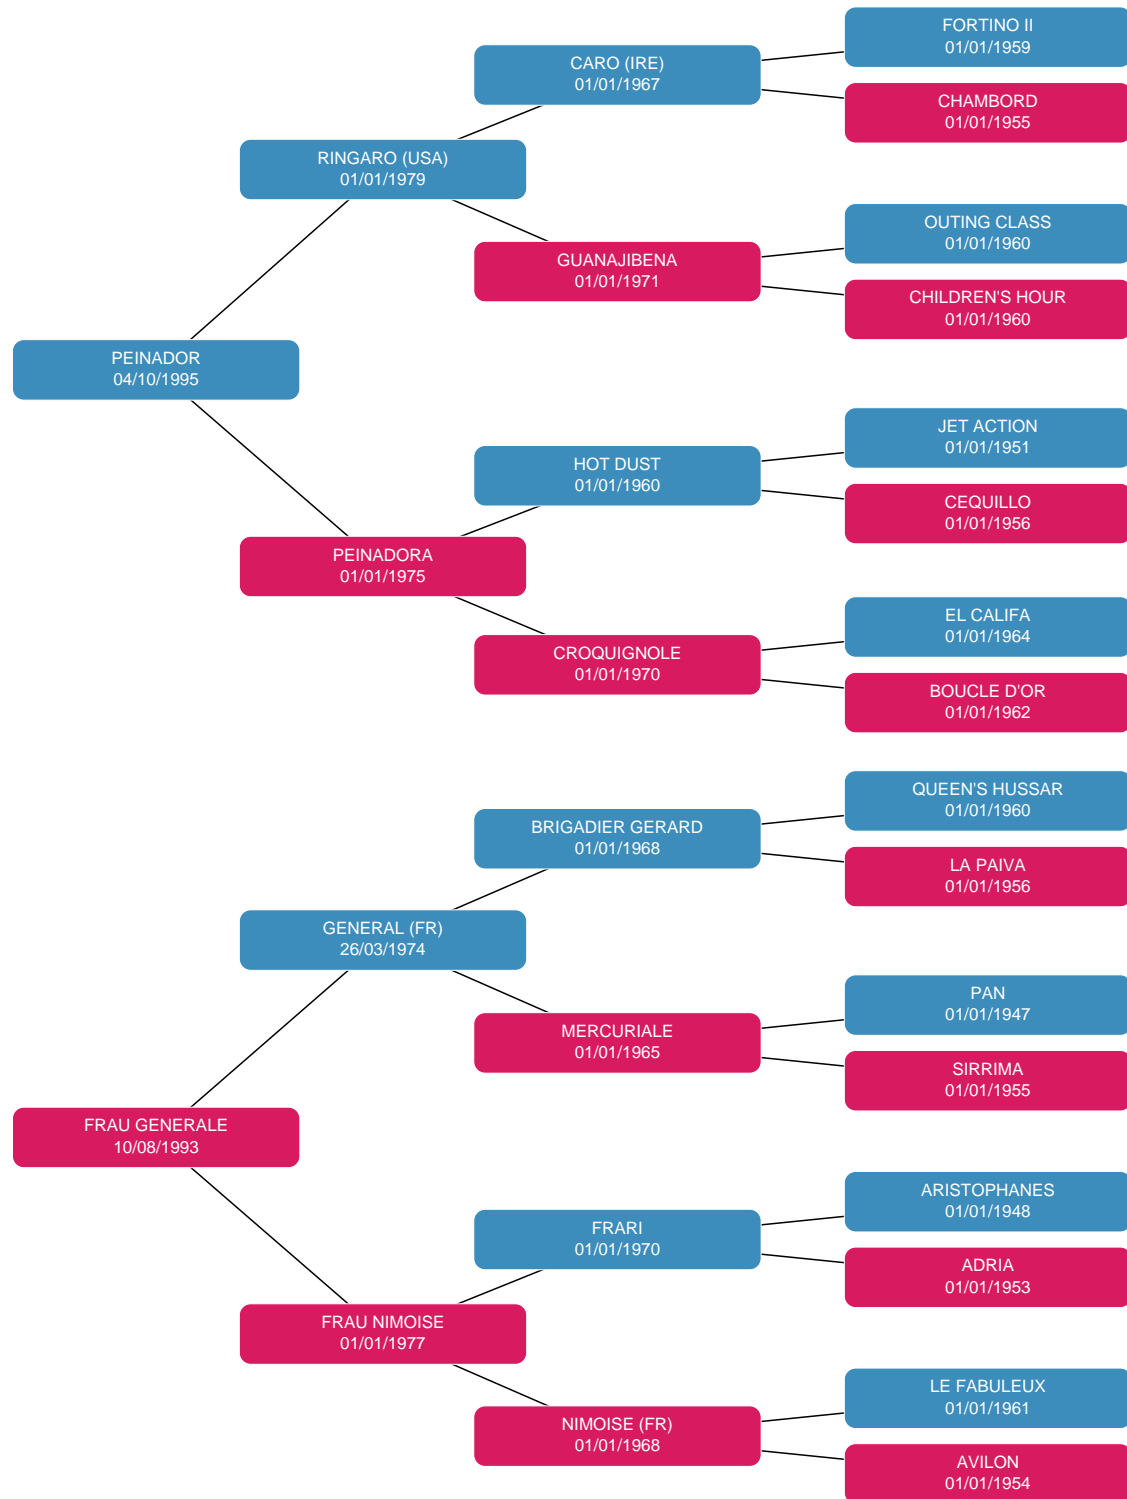 FORTINO II
01/01/1959
CARO (IRE)
01/01/1967
CHAMBORD
01/01/1955
RINGARO (USA)
01/01/1979
OUTING CLASS
01/01/1960
GUANAJIBENA
01/01/1971
CHILDREN'S HOUR
01/01/1960
PEINADOR
04/10/1995
JET ACTION
01/01/1951
HOT DUST
01/01/1960
CEQUILLO
01/01/1956
PEINADORA
01/01/1975
EL CALIFA
01/01/1964
CROQUIGNOLE
01/01/1970
BOUCLE D'OR
01/01/1962
QUEEN'S HUSSAR
01/01/1960
BRIGADIER GERARD
01/01/1968
LA PAIVA
01/01/1956
GENERAL (FR)
26/03/1974
PAN
01/01/1947
MERCURIALE
01/01/1965
SIRRIMA
01/01/1955
FRAU GENERALE
10/08/1993
ARISTOPHANES
01/01/1948
FRARI
01/01/1970
ADRIA
01/01/1953
FRAU NIMOISE
01/01/1977
LE FABULEUX
01/01/1961
NIMOISE (FR)
01/01/1968
AVILON
01/01/1954